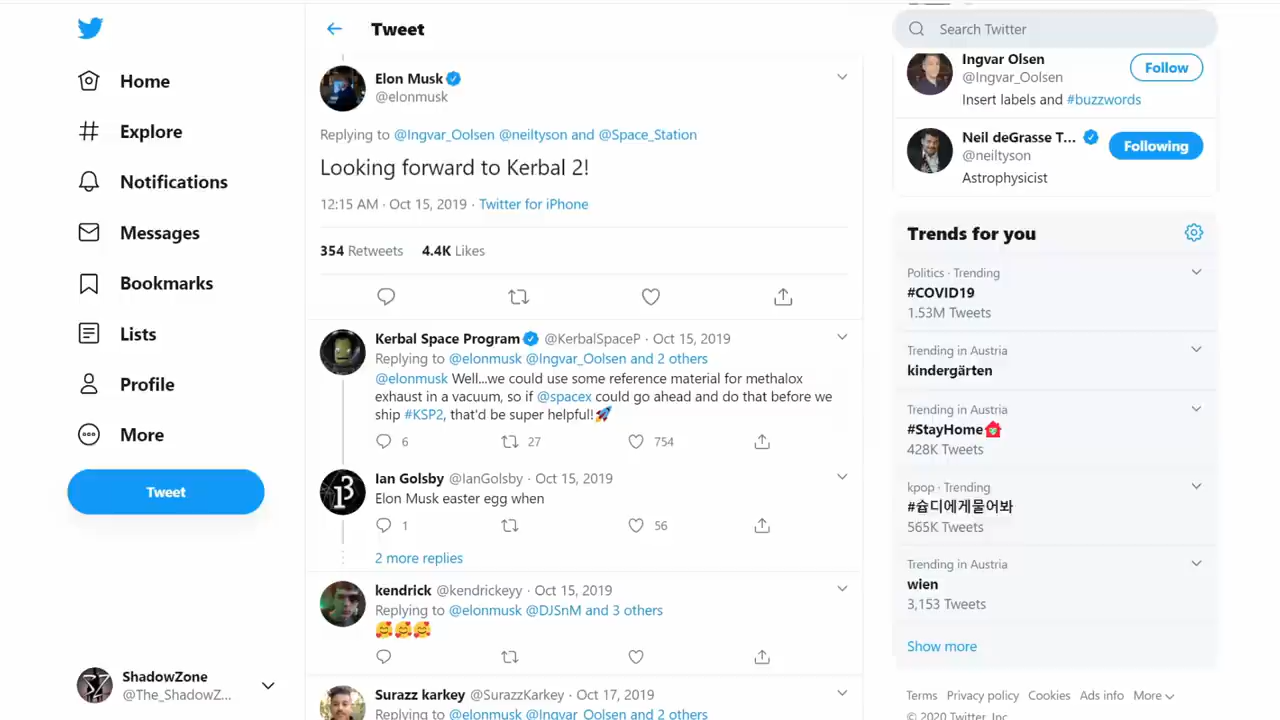 Home
Explore
Notifications
Messages
Bookmarks
Lists
Profile
More
Tweet
ShadowZone
@The_ShadowZ...
Tweet
Elon Musk
@elonmusk
Replying to @Ingvar_Oolsen @neiltyson and @Space_Station
Looking forward to Kerbal 2!
12:15 AM · Oct 15, 2019 · Twitter for iPhone
354 Retweets 4.4K Likes
Kerbal Space Program @KerbalSpaceP · Oct 15, 2019
Replying to @elonmusk @Ingvar_Oolsen and 2 others
@elonmusk Well...we could use some reference material for methalox
exhaust in a vacuum, so if @spacex could go ahead and do that before we
ship #KSP2, that'd be super helpful!🚀
6 27 754
Ian Golsby @IanGolsby · Oct 15, 2019
Elon Musk easter egg when
1 56
2 more replies
kendrick @kendrickeyy · Oct 15, 2019
Replying to @elonmusk @DJSnM and 3 others
🥰🥰🥰
Surazz karkey @SurazzKarkey · Oct 17, 2019
Replying to @elonmusk @Ingvar_Oolsen and 2 others
Search Twitter
Ingvar Olsen
@Ingvar_Oolsen
Follow
Insert labels and #buzzwords
Neil deGrasse T...
@neiltyson
Following
Astrophysicist
Trends for you
Politics · Trending
#COVID19
1.53M Tweets
Trending in Austria
kindergärten
Trending in Austria
#StayHome
428K Tweets
kpop · Trending
#슙디에게물어봐
565K Tweets
Trending in Austria
wien
3,153 Tweets
Show more
Terms Privacy policy Cookies Ads info More
© 2020 Twitter, Inc.